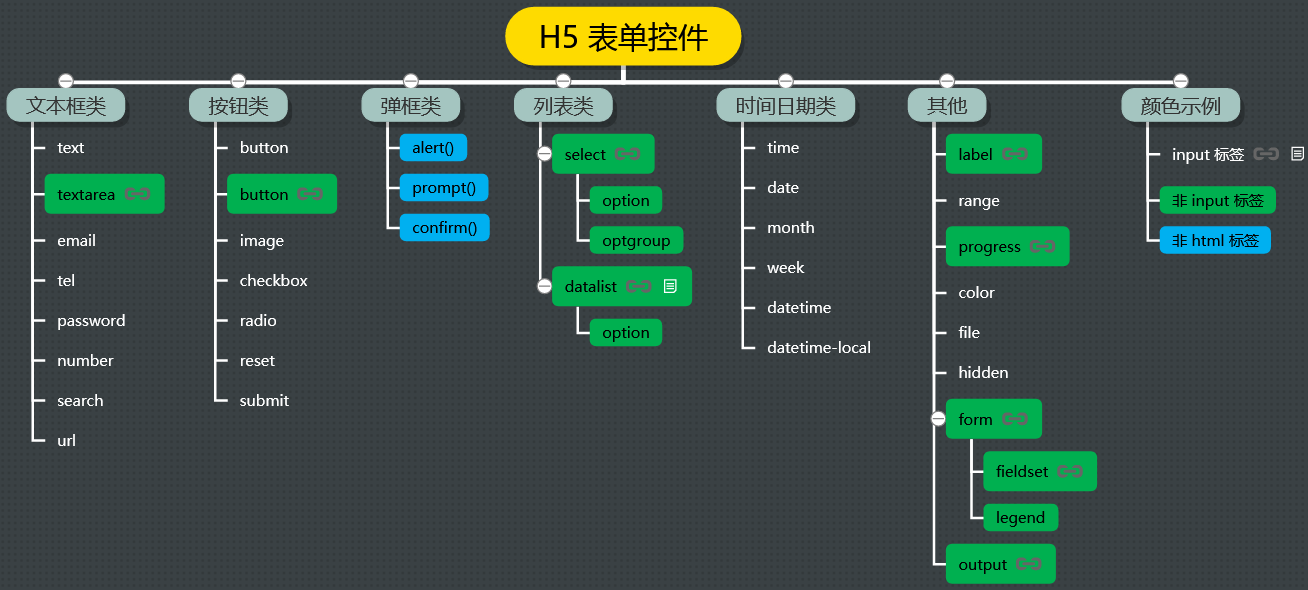 H5 表单控件
文本框类
text
textarea
email
tel
password
number
search
url
按钮类
button
button
image
checkbox
radio
reset
submit
弹框类
alert()
prompt()
confirm()
列表类
select
option
optgroup
datalist
option
时间日期类
time
date
month
week
datetime
datetime-local
其他
label
range
progress
color
file
hidden
form
fieldset
legend
output
颜色示例
input 标签
非 input 标签
非 html 标签